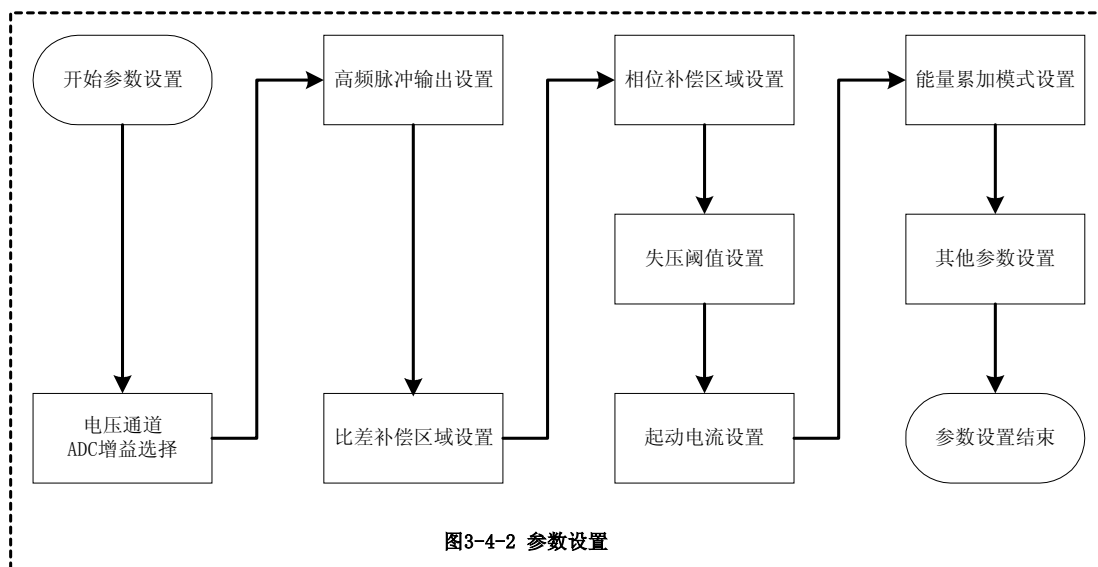 开始参数设置
电压通道
ADC增益选择
高频脉冲输出设置
比差补偿区域设置
相位补偿区域设置
失压阈值设置
起动电流设置
能量累加模式设置
其他参数设置
参数设置结束
图3-4-2 参数设置